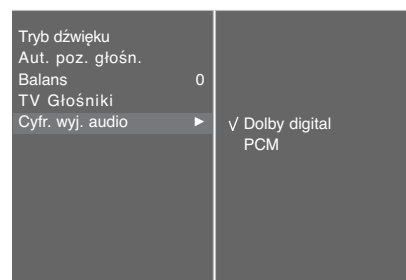 Tryb dźwięku
Aut. poz. głośn.
Balans 0
TV Głośniki
Cyfr. wyj. audio ►
√ Dolby digital
PCM